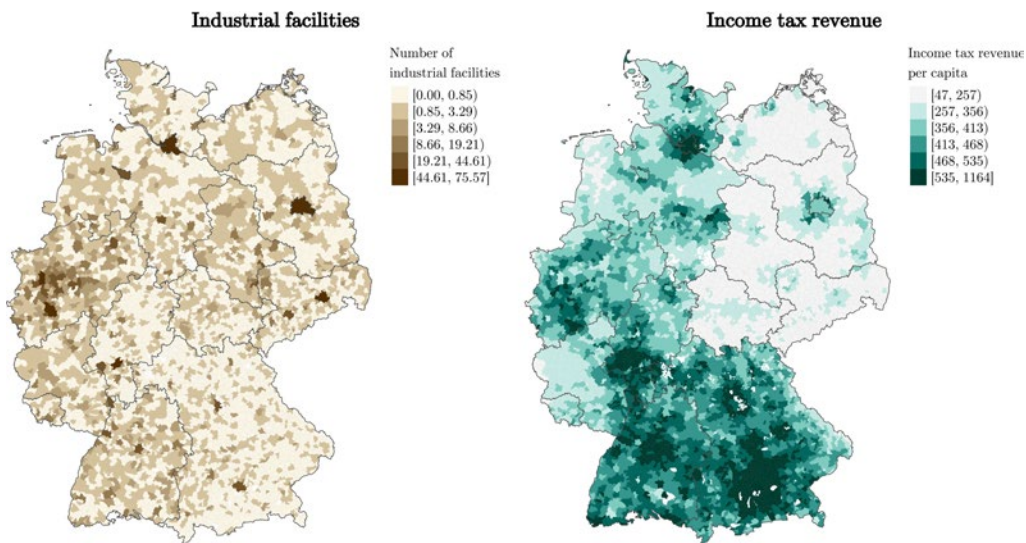 Industrial facilities
Number of
industrial facilities
[0.00, 0.85)
[0.85, 3.29)
[3.29, 8.66)
[8.66, 19.21)
[19.21, 44.61)
[44.61, 75.57]
Income tax revenue
Income tax revenue
per capita
[47, 257)
[257, 356)
[356, 413)
[413, 468)
[468, 535)
[535, 1164]